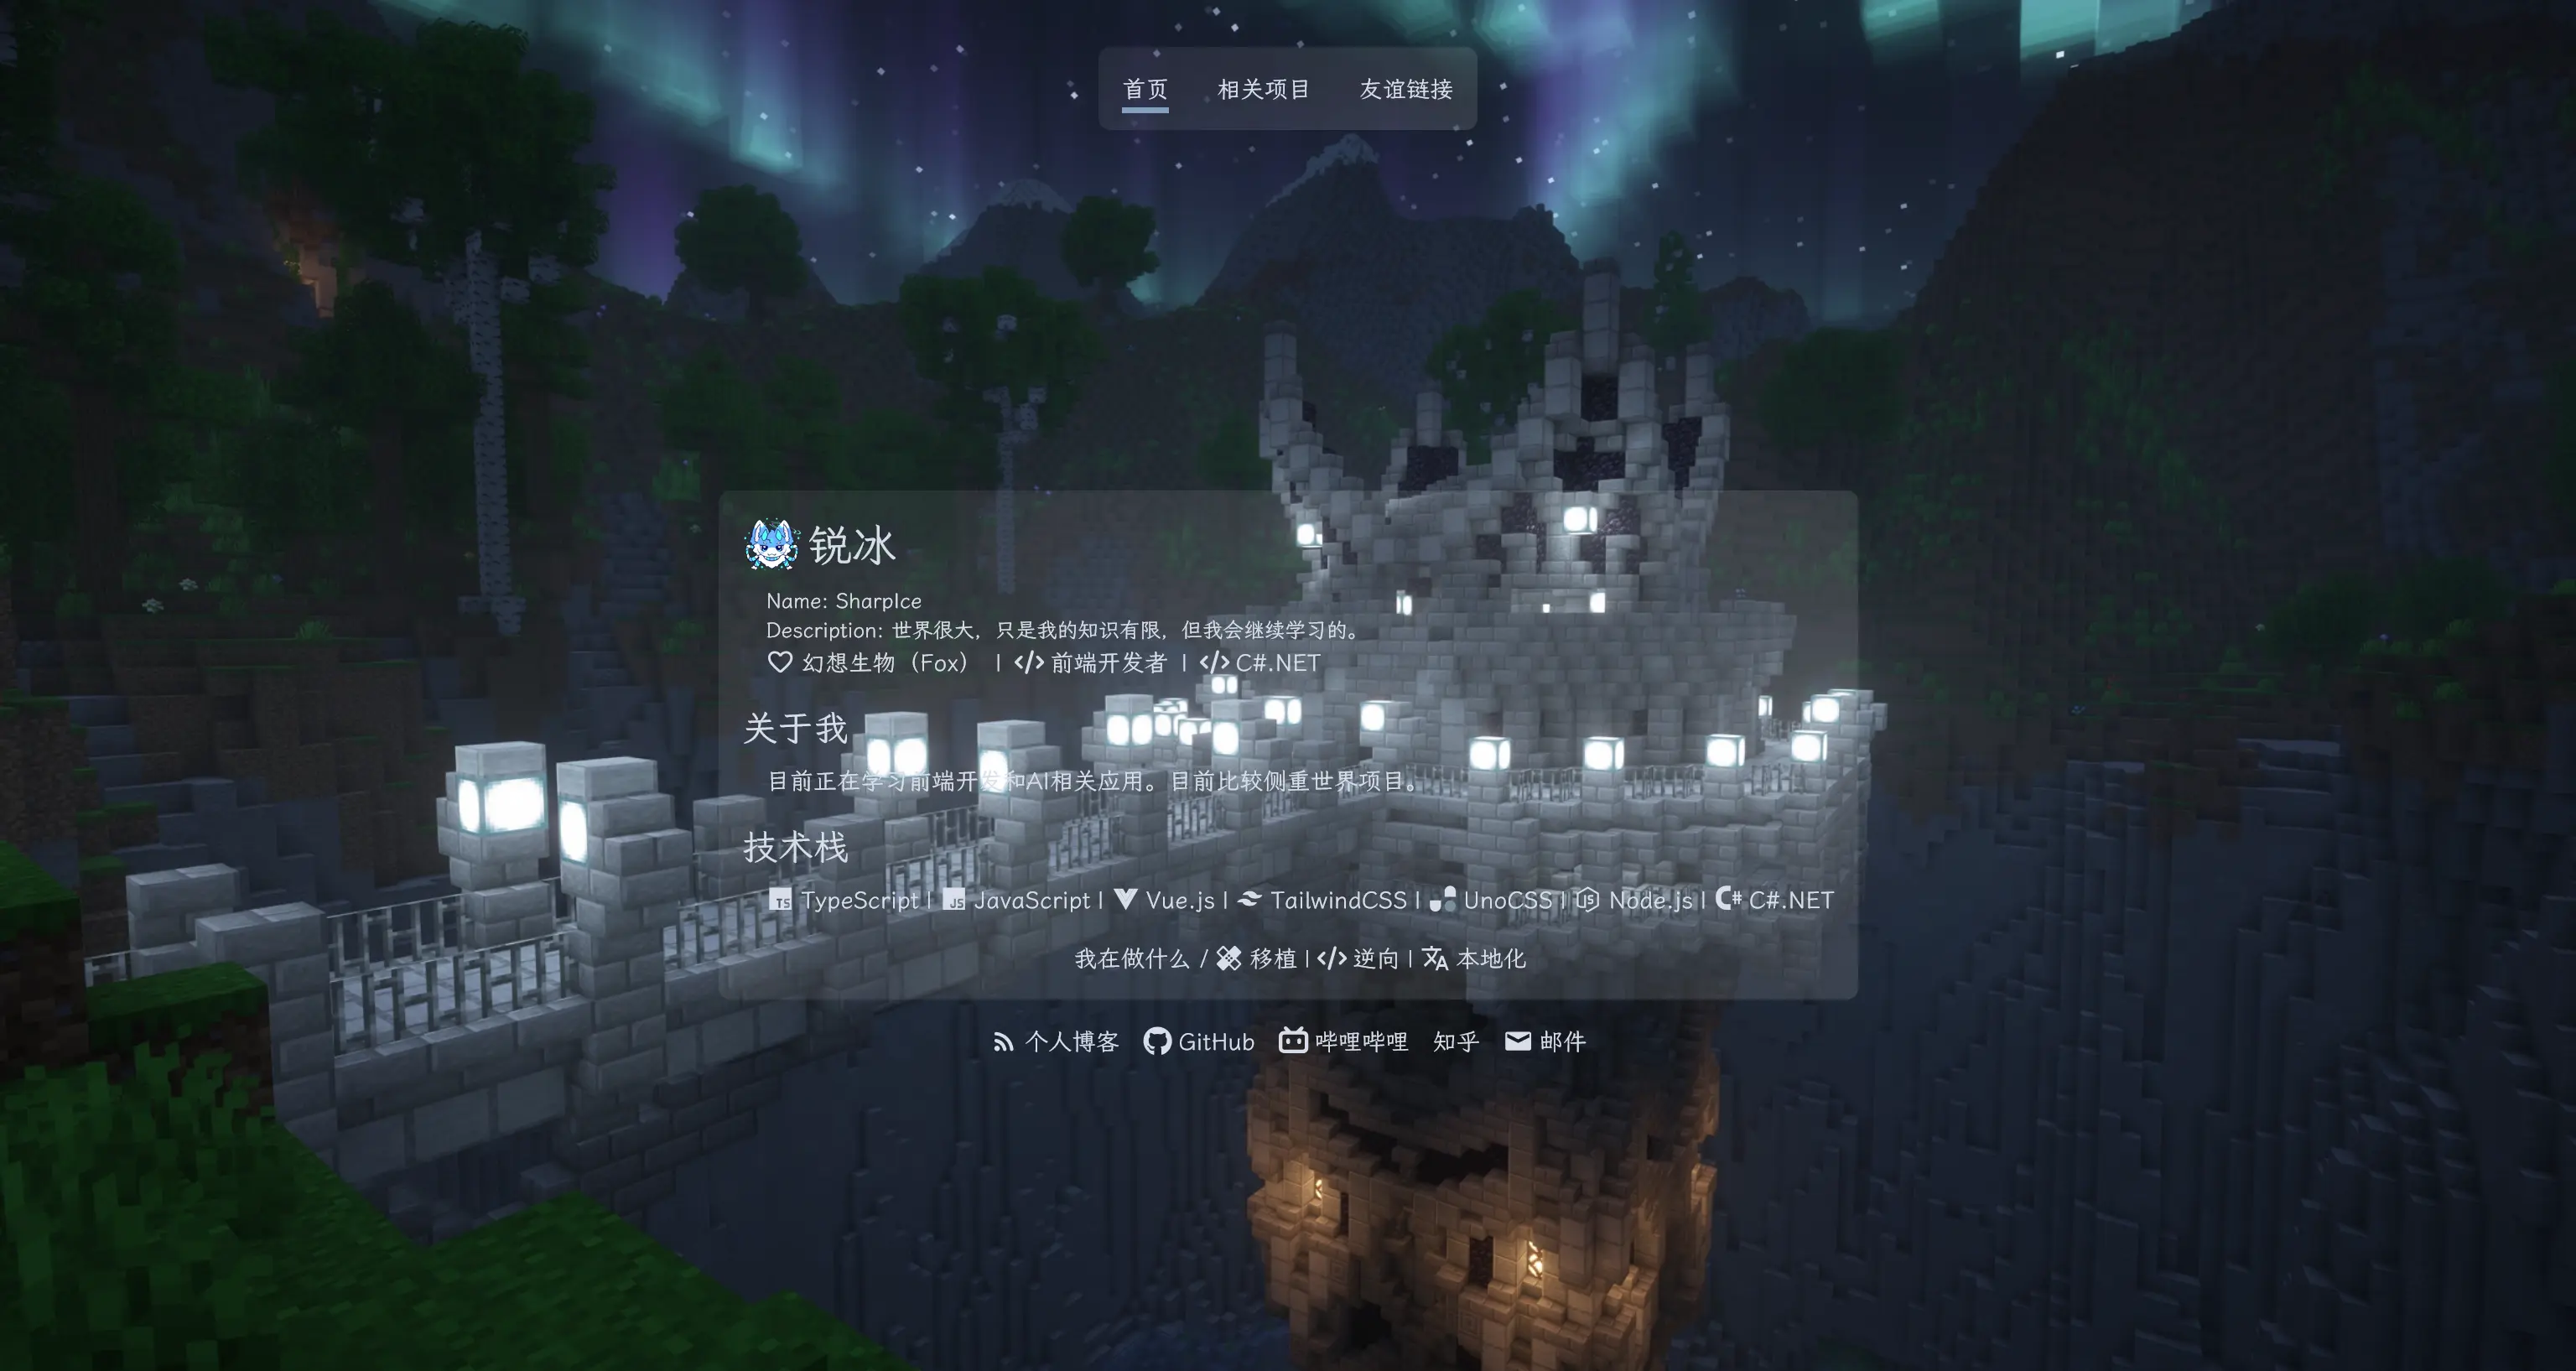 首页 相关项目 友谊链接
锐冰
Name: SharpIce
Description: 世界很大，只是我的知识有限，但我会继续学习的。
幻想生物（Fox） | </> 前端开发者 | </> C#.NET
关于我
目前正在学习前端开发和AI相关应用。目前比较侧重世界项目。
技术栈
TS TypeScript | JS JavaScript | Vue.js | TailwindCSS | UnoCSS | JS Node.js | C# C#.NET
我在做什么 / 移植 | </> 逆向 | 文A 本地化
个人博客 GitHub 哔哩哔哩 知乎 邮件